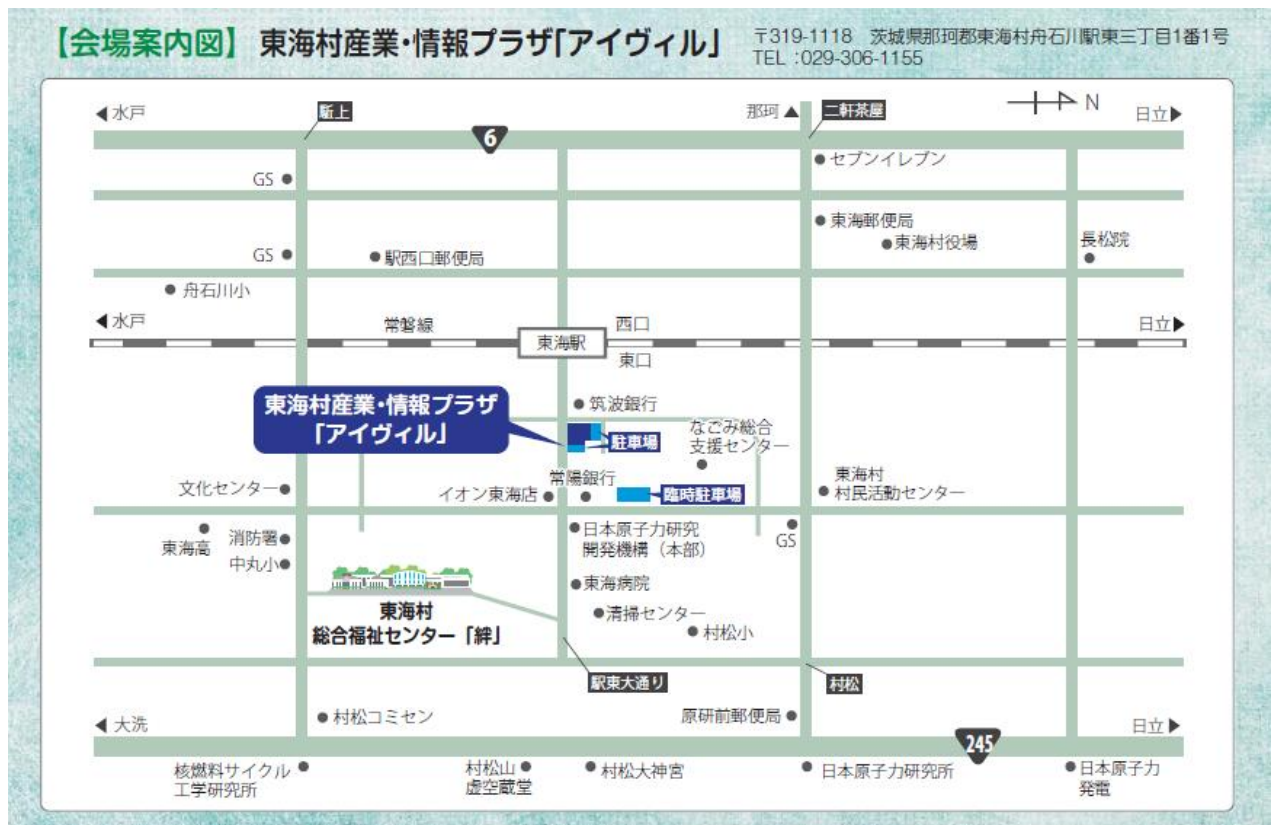 【会場案内図】 東海村産業・情報プラザ「アイヴィル」
〒319-1118 茨城県那珂郡東海村舟石川駅東三丁目1番1号
TEL：029-306-1155
◀水戸
那珂▲
二軒茶屋
N
日立▶
6
セブンイレブン
GS
東海郵便局
東海村役場
長松院
GS
駅西口郵便局
舟石川小
◀水戸
常磐線
西口
日立▶
東海駅
東口
東海村産業・情報プラザ
「アイヴィル」
筑波銀行
駐車場
なごみ総合
支援センター
文化センター
イオン東海店
常陽銀行
臨時駐車場
東海村
村民活動センター
東海高
消防署
中丸小
日本原子力研究
開発機構（本部）
GS
東海病院
清掃センター
村松小
東海村
総合福祉センター「絆」
駅東大通り
村松
◀大洗
村松コミセン
原研前郵便局
245
日立▶
核燃料サイクル
工学研究所
村松山
虚空蔵堂
村松大神宮
日本原子力研究所
日本原子力
発電